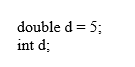 double d = 5;
int d;